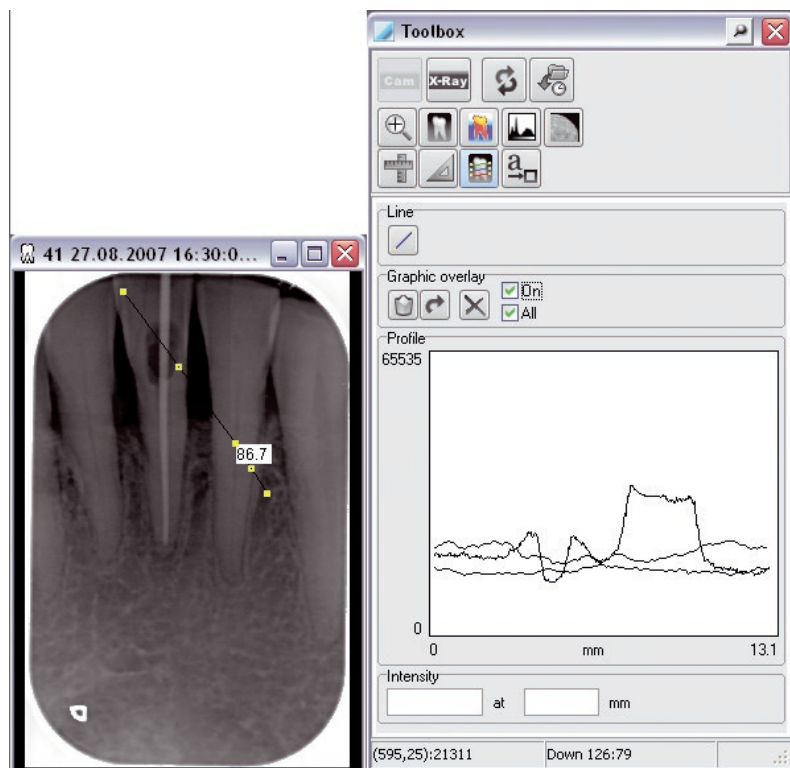 Toolbox
Cam X-Ray
a
Line
41 27.08.2007 16:30:0...
Graphic overlay
On
All
Profile
65535
86.7
0
0 mm 13.1
Intensity
at mm
(595,25):21311 Down 126:79